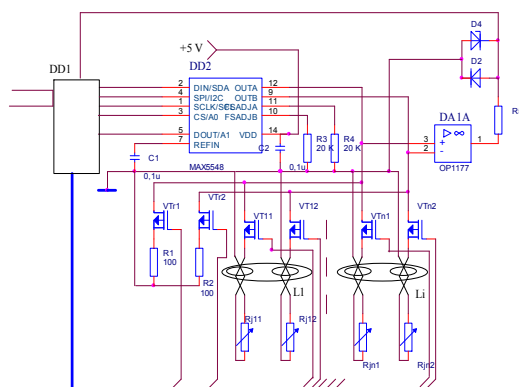 D4
+5 V
DD1
DD2
D2
2 DIN/SDA OUTA 12
4 SPI/I2C OUTB 9
1 SCLK/SCL FSADJA 11
3 CS/A0 FSADJB 10
5 DOUT/A1 VDD 14
7 REFIN
DA1A
R3
20 K
R4
20 K
3 + ▷∞ 1
2 -
OP1177
C1
0,1u
C2
0,1u
MAX5548
VTr1
VTr2
VT11
VT12
VTn1
VTn2
R1
100
R2
100
L1
Li
Rj11
Rj12
Rjn1
Rjn2